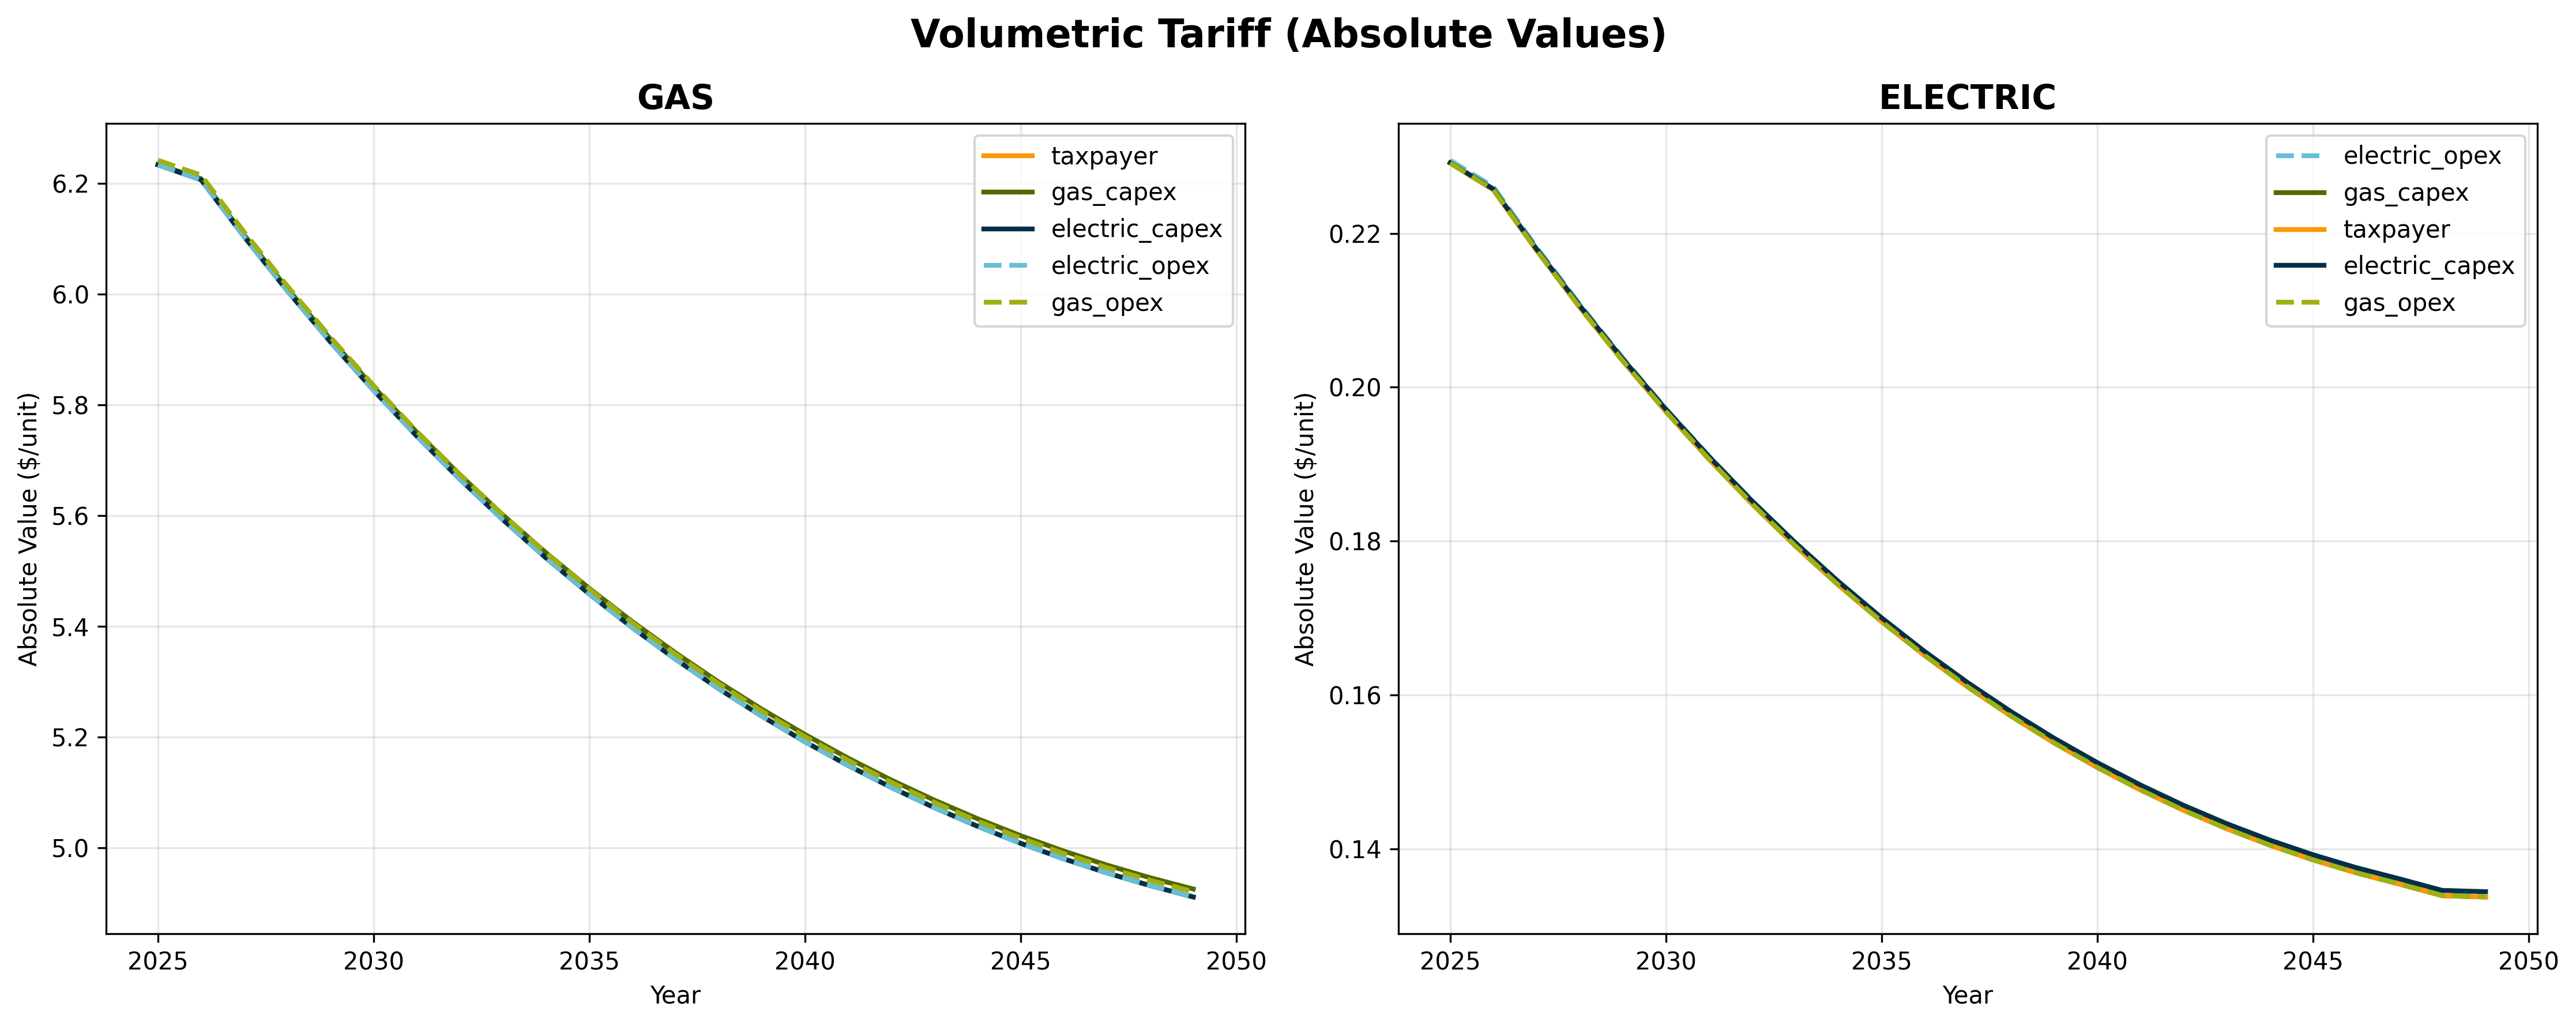 Volumetric Tariff (Absolute Values)
GAS
Absolute Value ($/unit)
6.2
6.0
5.8
5.6
5.4
5.2
5.0
2025 2030 2035 2040 2045 2050
Year
taxpayer
gas_capex
electric_capex
electric_opex
gas_opex
ELECTRIC
Absolute Value ($/unit)
0.22
0.20
0.18
0.16
0.14
2025 2030 2035 2040 2045 2050
Year
electric_opex
gas_capex
taxpayer
electric_capex
gas_opex